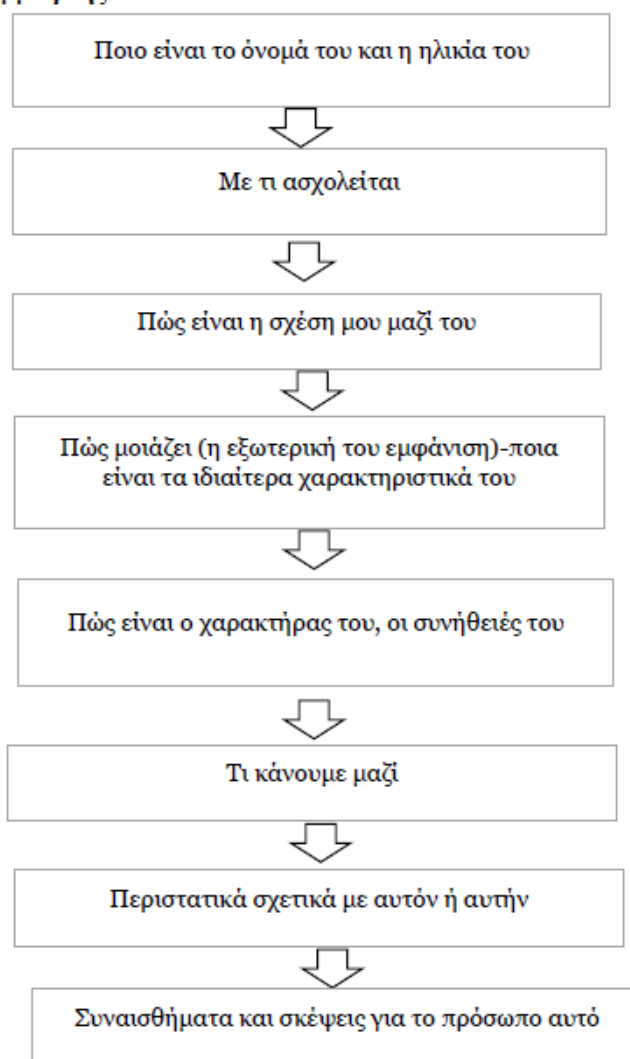 Ποιο είναι το όνομά του και η ηλικία του
Με τι ασχολείται
Πώς είναι η σχέση μου μαζί του
Πώς μοιάζει (η εξωτερική του εμφάνιση)-ποια
είναι τα ιδιαίτερα χαρακτηριστικά του
Πώς είναι ο χαρακτήρας του, οι συνήθειές του
Τι κάνουμε μαζί
Περιστατικά σχετικά με αυτόν ή αυτήν
Συναισθήματα και σκέψεις για το πρόσωπο αυτό